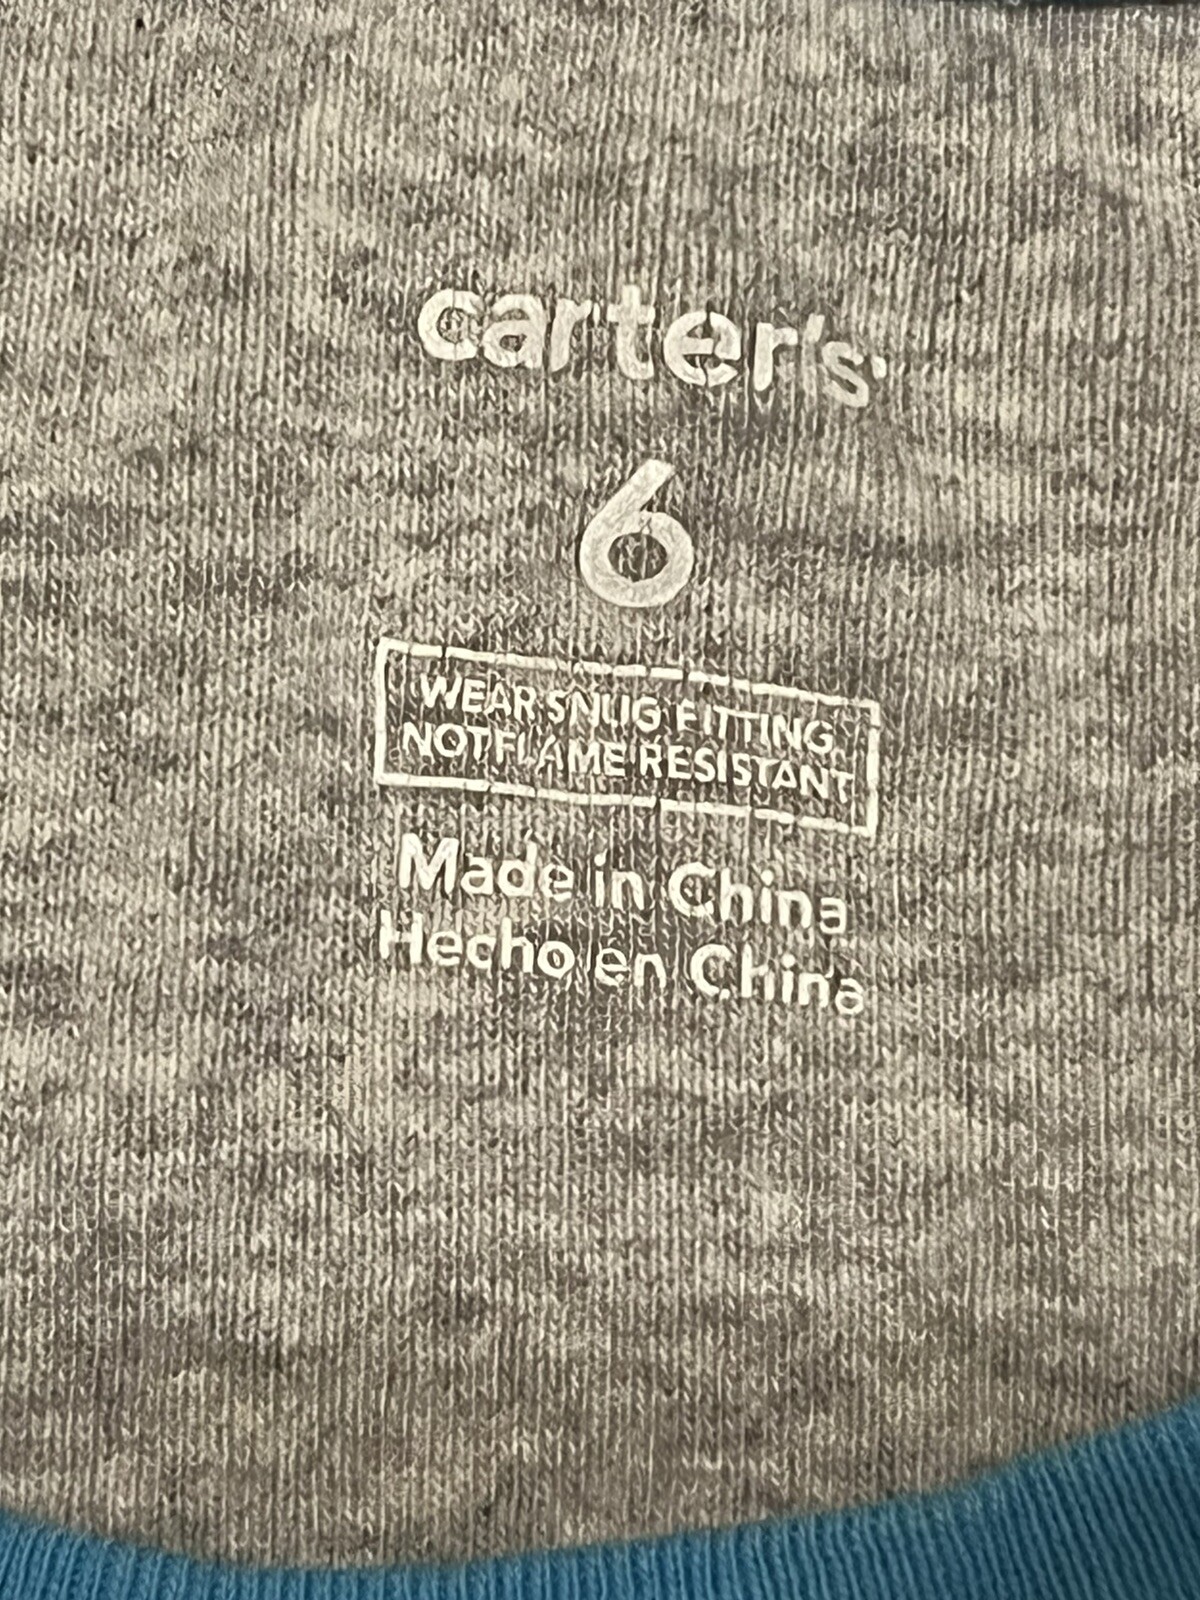 carter's
6
WEAR SNUG FITTING,
NOT FLAME RESISTANT
Made in China
Hecho en China